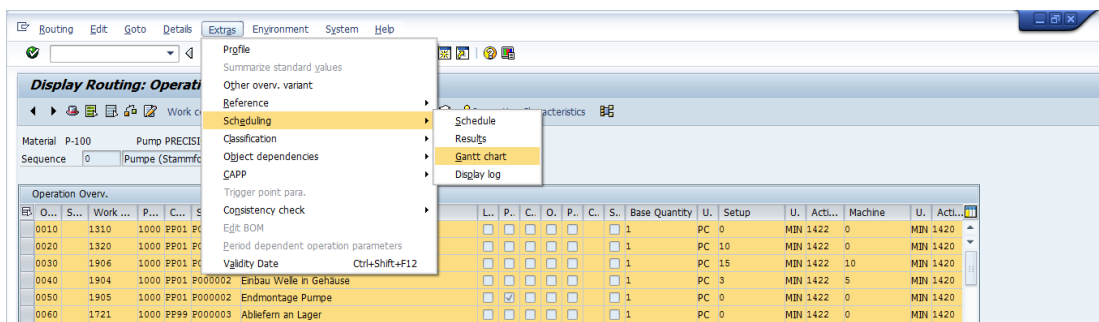 Routing Edit Goto Details Extras Environment System Help
Profile
Summarize standard values
Display Routing: Operati
Other overv. variant
Reference
Work c
acteristics
Scheduling
Schedule
Material P-100 Pump PRECISI
Classification
Results
Sequence 0 Pumpe (Stammfo
Object dependencies
Gantt chart
CAPP
Display log
Trigger point para.
Operation Overv.
Consistency check
O... S... Work ... P... C... S L.. P.. C.. O. P.. C.. S.. Base Quantity U. Setup U. Acti... Machine U. Acti...
Edit BOM
0010 1310 1000 PP01 P0 1 PC 0 MIN 1422 0 MIN 1420
Period dependent operation parameters
0020 1320 1000 PP01 P0 1 PC 10 MIN 1422 0 MIN 1420
Validity Date Ctrl+Shift+F12
0030 1906 1000 PP01 P0 1 PC 15 MIN 1422 10 MIN 1420
0040 1904 1000 PP01 P000002 Einbau Welle in Gehäuse 1 PC 3 MIN 1422 5 MIN 1420
0050 1905 1000 PP01 P000002 Endmontage Pumpe 1 PC 0 MIN 1422 0 MIN 1420
0060 1721 1000 PP99 P000003 Abliefern an Lager 1 PC 0 MIN 1422 0 MIN 1420